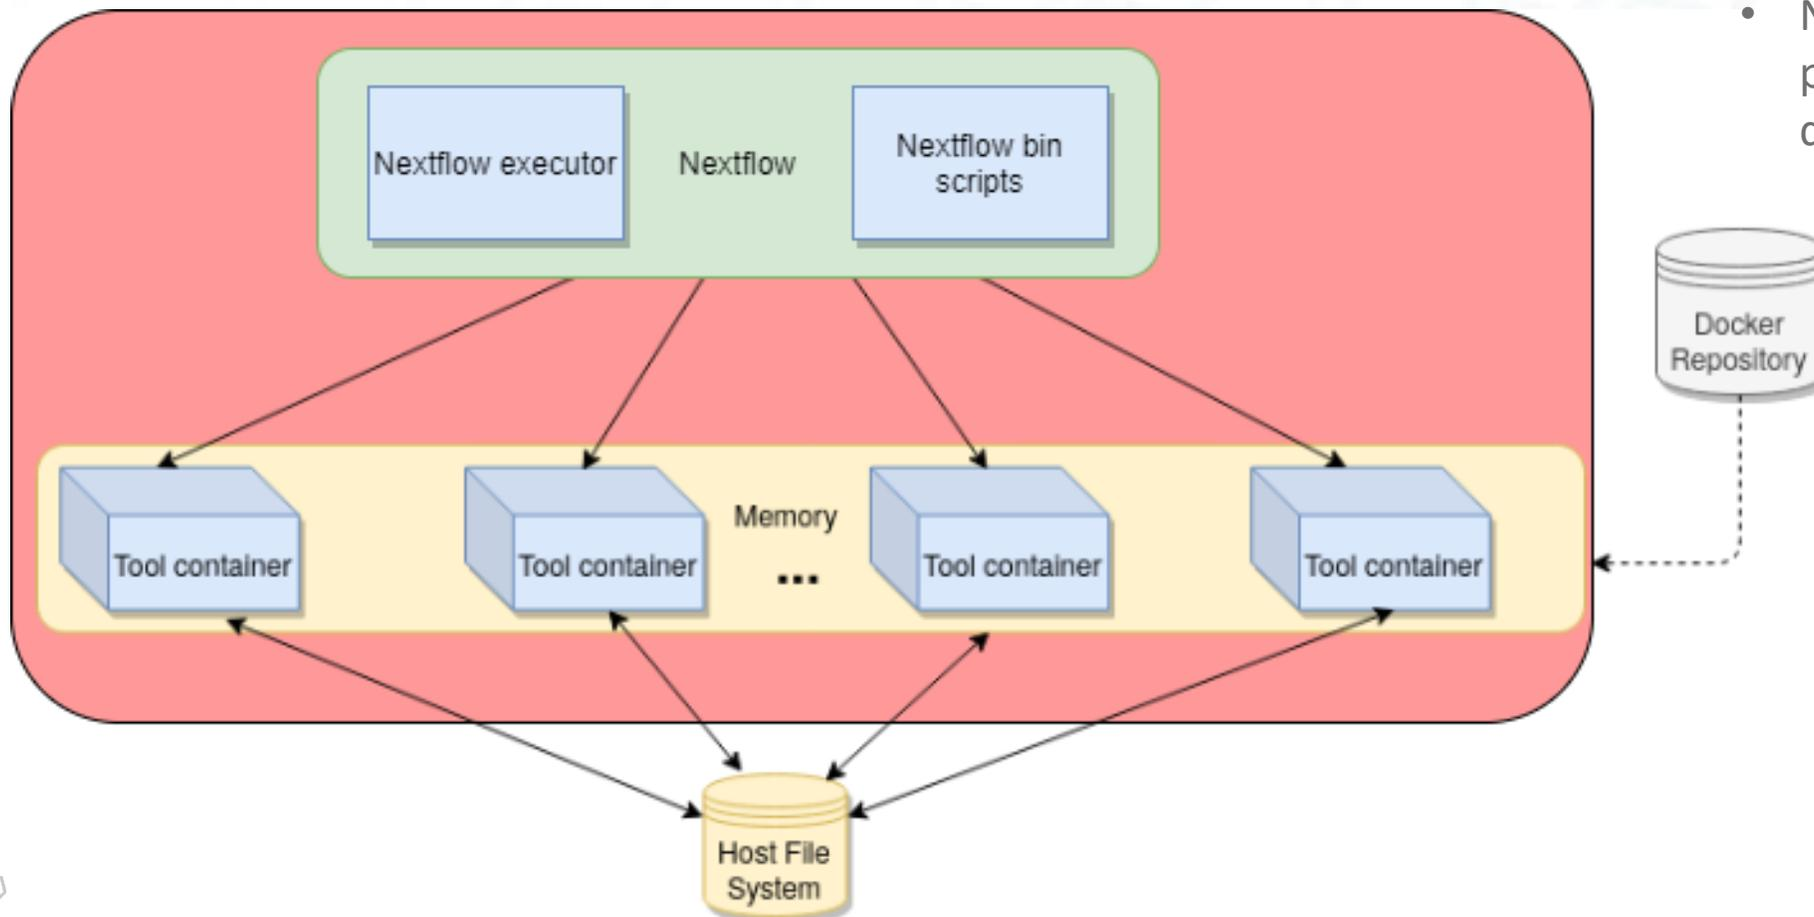 Nextflow executor
Nextflow
Nextflow bin
scripts
Docker
Repository
Memory
...
Tool container
Tool container
Tool container
Tool container
Host File
System